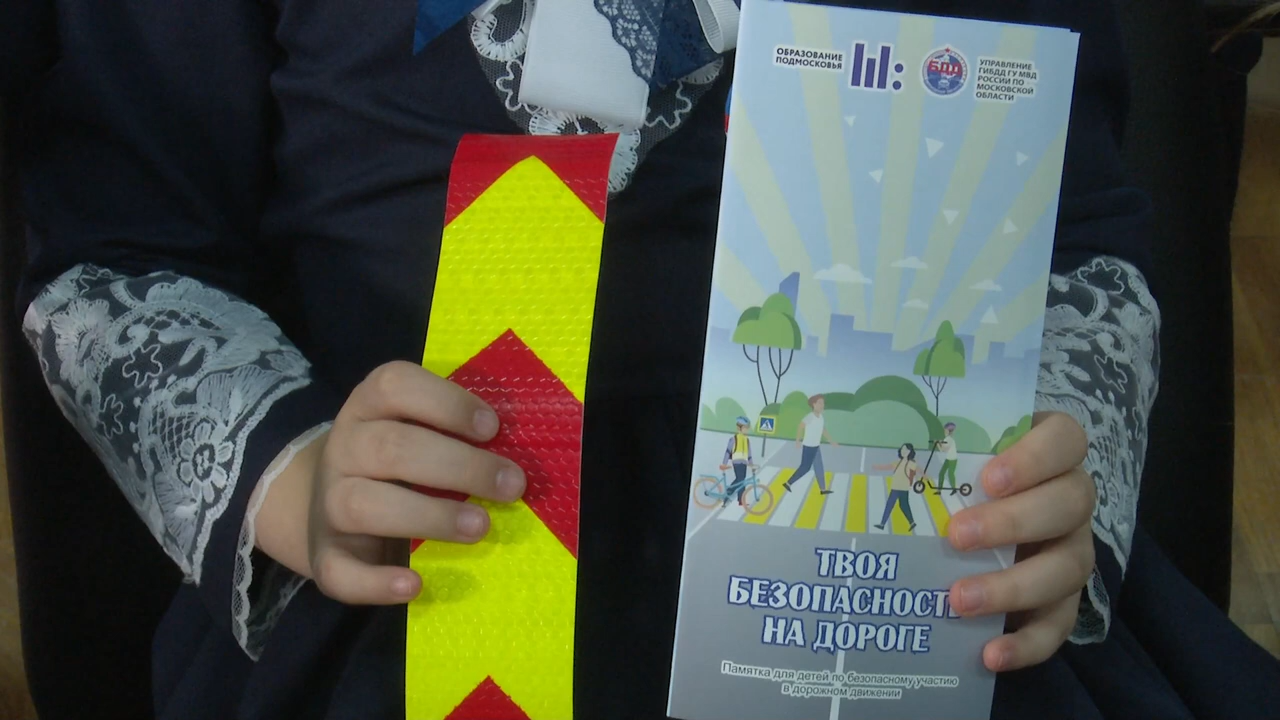 ОБРАЗОВАНИЕ
ПОДМОСКОВЬЯ
БДД
УПРАВЛЕНИЕ
ГИБДД ГУ МВД
РОССИИ ПО
МОСКОВСКОЙ
ОБЛАСТИ
ТВОЯ
БЕЗОПАСНОСТЬ
НА ДОРОГЕ
Памятка для детей по безопасному участию
в дорожном движении